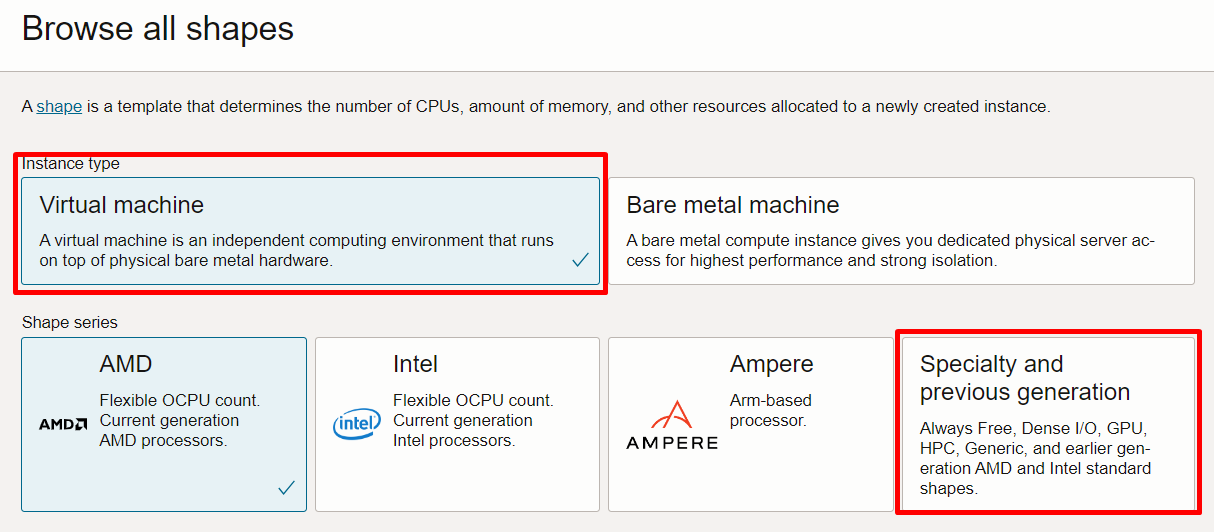 Browse all shapes
A shape is a template that determines the number of CPUs, amount of memory, and other resources allocated to a newly created instance.
Instance type
Virtual machine
A virtual machine is an independent computing environment that runs
on top of physical bare metal hardware.
Bare metal machine
A bare metal compute instance gives you dedicated physical server ac-
cess for highest performance and strong isolation.
Shape series
AMD
AMD
Flexible OCPU count.
Current generation
AMD processors.
Intel
intel
Flexible OCPU count.
Current generation
Intel processors.
Ampere
AMPERE
Arm-based
processor.
Specialty and
previous generation
Always Free, Dense I/O, GPU,
HPC, Generic, and earlier gen-
eration AMD and Intel standard
shapes.